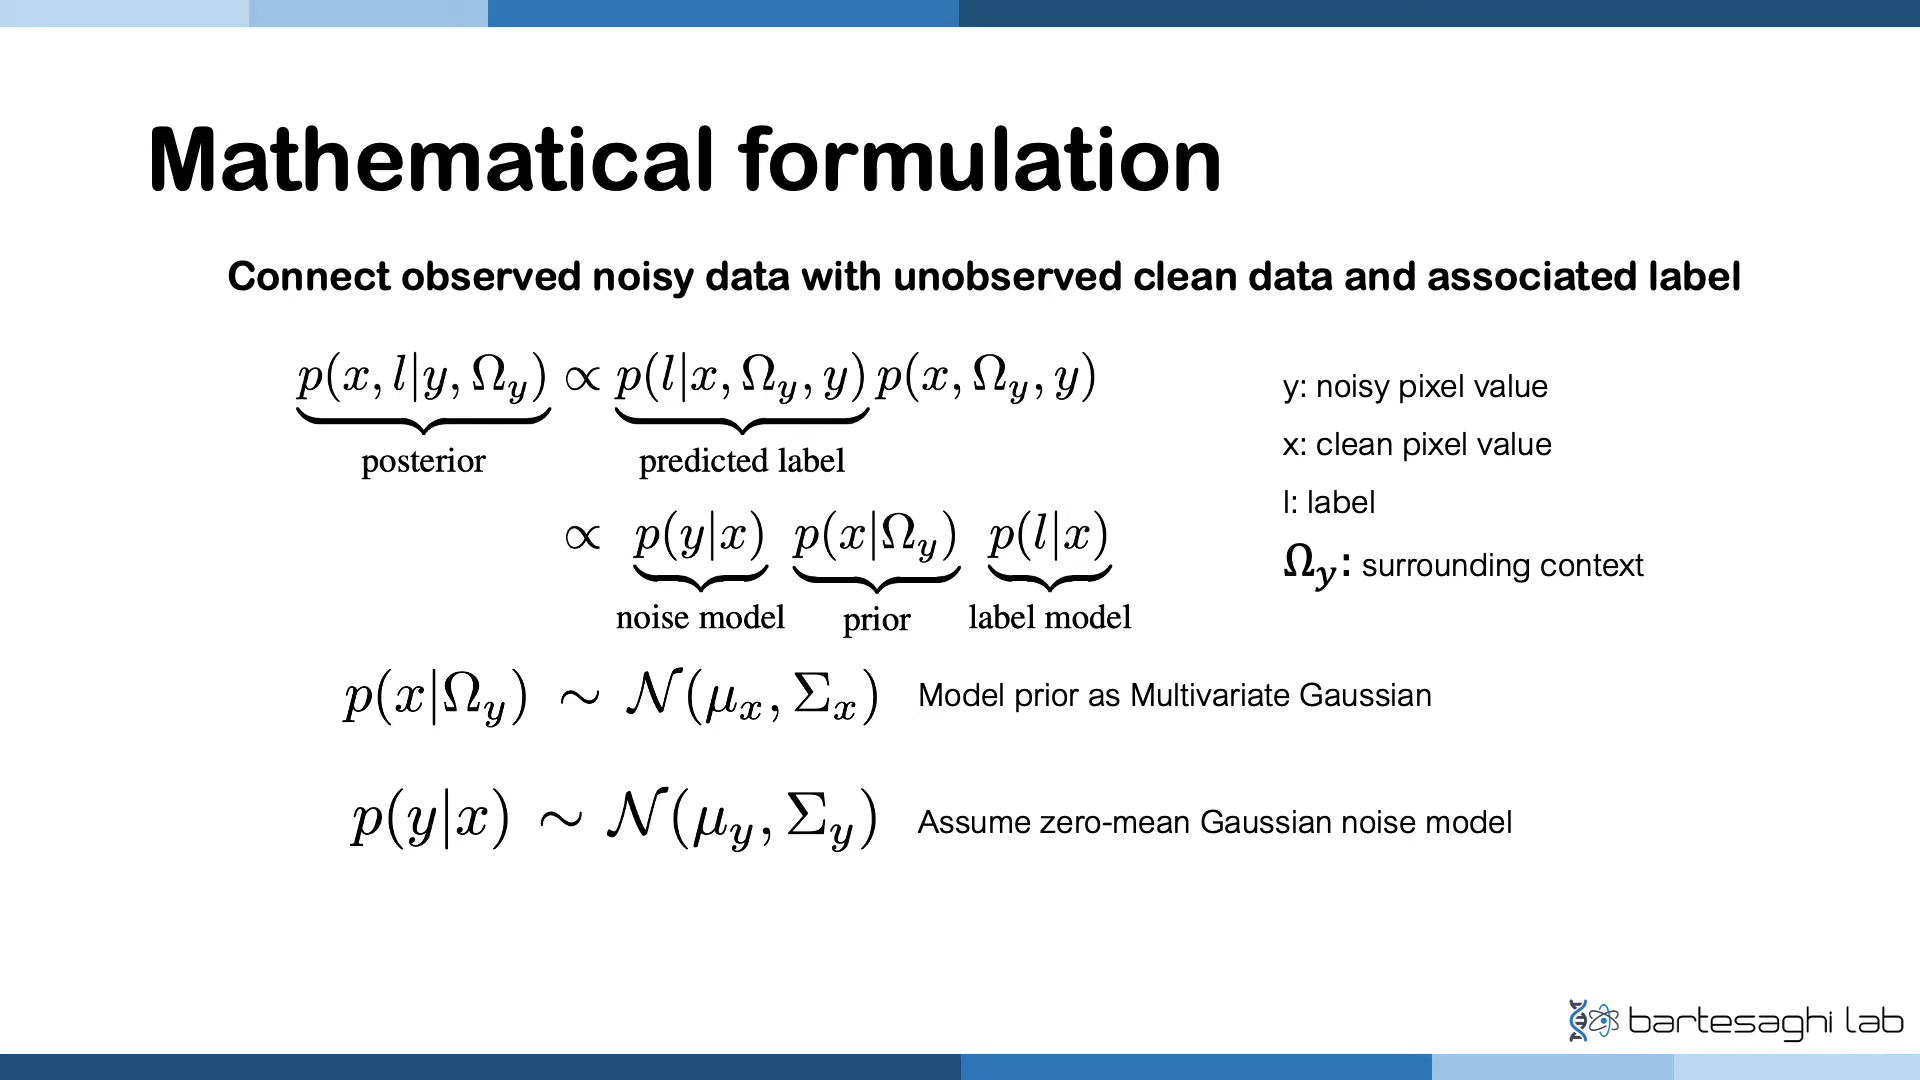 Mathematical formulation
Connect observed noisy data with unobserved clean data and associated label
p(x, l|y, Ω_y) ∝ p(l|x, Ω_y, y) p(x, Ω_y, y)
posterior predicted label
∝ p(y|x) p(x|Ω_y) p(l|x)
noise model prior label model
y: noisy pixel value
x: clean pixel value
l: label
Ω_y: surrounding context
p(x|Ω_y) ∼ 𝒩(μ_x, Σ_x) Model prior as Multivariate Gaussian
p(y|x) ∼ 𝒩(μ_y, Σ_y) Assume zero-mean Gaussian noise model
bartesaghi lab